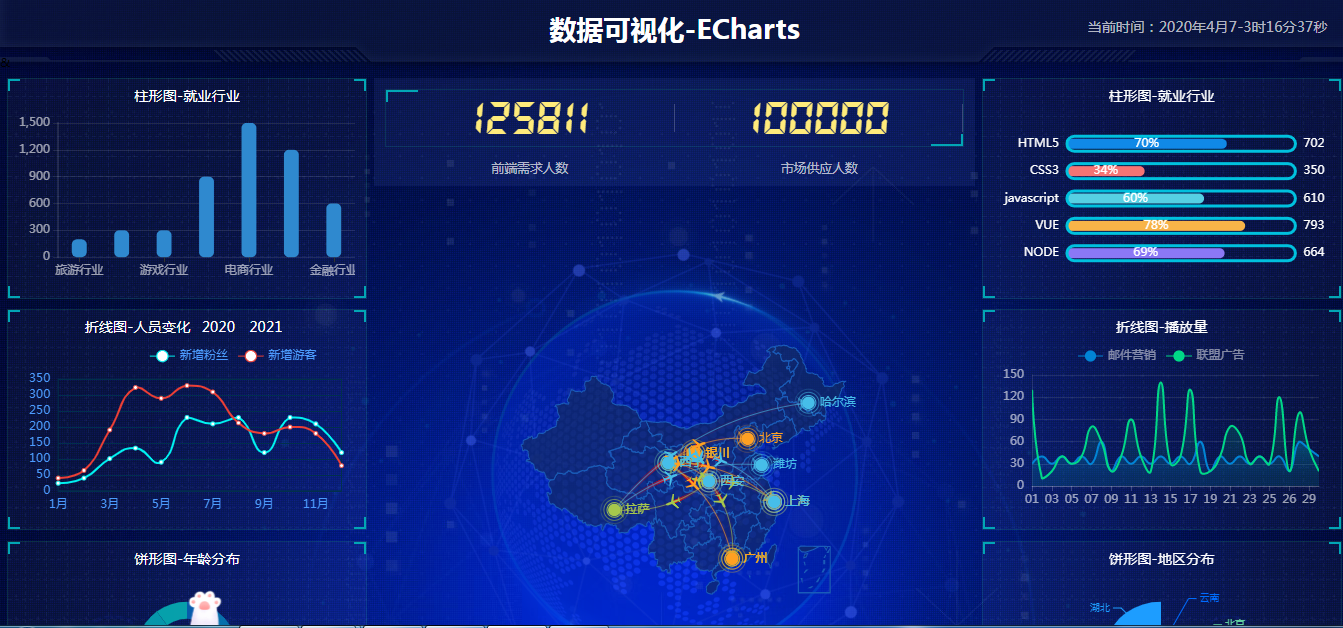 数据可视化-ECharts
当前时间：2020年4月7-3时16分37秒
柱形图-就业行业
1,500
1,200
900
600
300
0
旅游行业 游戏行业 电商行业 金融行业
折线图-人员变化 2020 2021
新增粉丝 新增游客
350
300
250
200
150
100
50
0
1月 3月 5月 7月 9月 11月
饼形图-年龄分布
125811 100000
前端需求人数 市场供应人数
哈尔滨
北京
银川
潍坊
西安
上海
拉萨
广州
柱形图-就业行业
HTML5 70% 702
CSS3 34% 350
javascript 60% 610
VUE 78% 793
NODE 69% 664
折线图-播放量
邮件营销 联盟广告
150
120
90
60
30
0
01 03 05 07 09 11 13 15 17 19 21 23 25 26 29
饼形图-地区分布
云南
湖北
北京